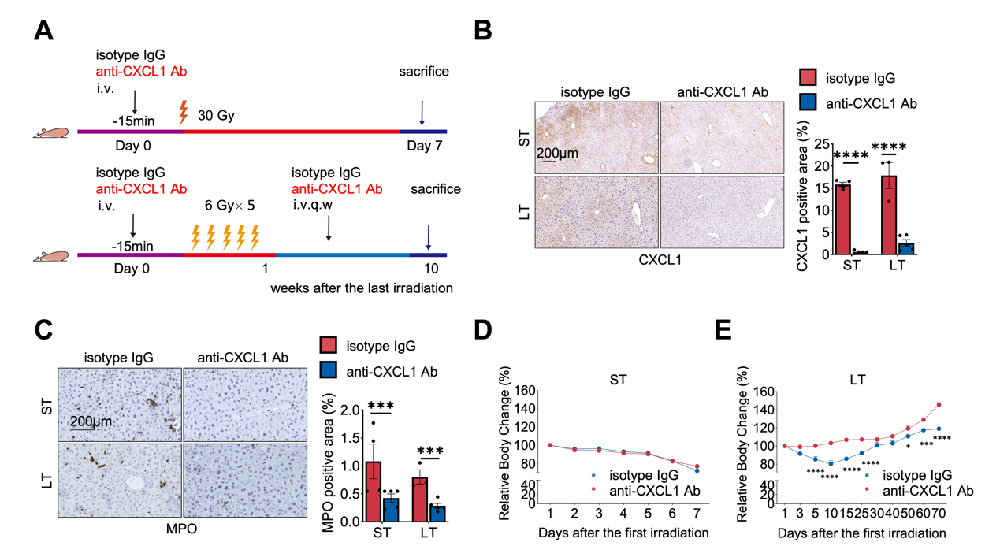 A
isotype IgG
anti-CXCL1 Ab
i.v.
sacrifice
-15min
30 Gy
Day 0
Day 7
isotype IgG
anti-CXCL1 Ab
i.v.
isotype IgG
anti-CXCL1 Ab
i.v.q.w
sacrifice
6 Gy× 5
-15min
Day 0
1
10
weeks after the last irradiation
B
isotype IgG
anti-CXCL1 Ab
isotype IgG
anti-CXCL1 Ab
ST
200μm
LT
CXCL1
CXCL1 positive area (%)
25
20
15
10
5
0
****
****
ST
LT
C
isotype IgG
anti-CXCL1 Ab
isotype IgG
anti-CXCL1 Ab
ST
200μm
LT
MPO
MPO positive area (%)
2.0
1.5
1.0
0.5
0.0
***
***
ST
LT
D
ST
Relative Body Change (%)
160
140
120
100
80
40
20
0
isotype IgG
anti-CXCL1 Ab
1 2 3 4 5 6 7
Days after the first irradiation
E
LT
Relative Body Change (%)
160
140
120
100
80
40
20
0
****
****
****
****
*
***
****
isotype IgG
anti-CXCL1 Ab
1 3 5 10 15 25 30 40 50 60 70
Days after the first irradiation